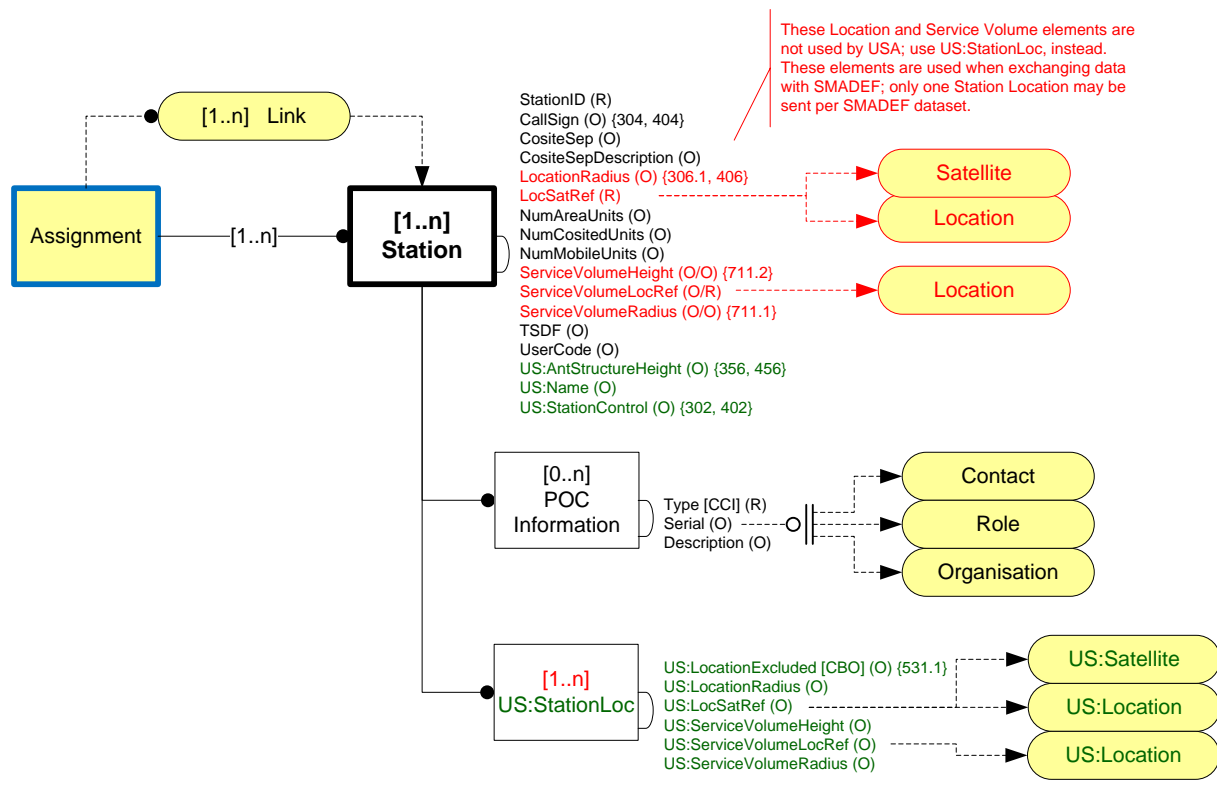 These Location and Service Volume elements are
not used by USA; use US:StationLoc, instead.
These elements are used when exchanging data
with SMADEF; only one Station Location may be
sent per SMADEF dataset.
[1..n] Link
Assignment
[1..n]
[1..n]
Station
StationID (R)
CallSign (O) {304, 404}
CositeSep (O)
CositeSepDescription (O)
LocationRadius (O) {306.1, 406}
LocSatRef (R)
NumAreaUnits (O)
NumCositedUnits (O)
NumMobileUnits (O)
ServiceVolumeHeight (O/O) {711.2}
ServiceVolumeLocRef (O/R)
ServiceVolumeRadius (O/O) {711.1}
TSDF (O)
UserCode (O)
US:AntStructureHeight (O) {356, 456}
US:Name (O)
US:StationControl (O) {302, 402}
Satellite
Location
Location
[0..n]
POC
Information
Type [CCI] (R)
Serial (O)
Description (O)
Contact
Role
Organisation
[1..n]
US:StationLoc
US:LocationExcluded [CBO] (O) {531.1}
US:LocationRadius (O)
US:LocSatRef (O)
US:ServiceVolumeHeight (O)
US:ServiceVolumeLocRef (O)
US:ServiceVolumeRadius (O)
US:Satellite
US:Location
US:Location